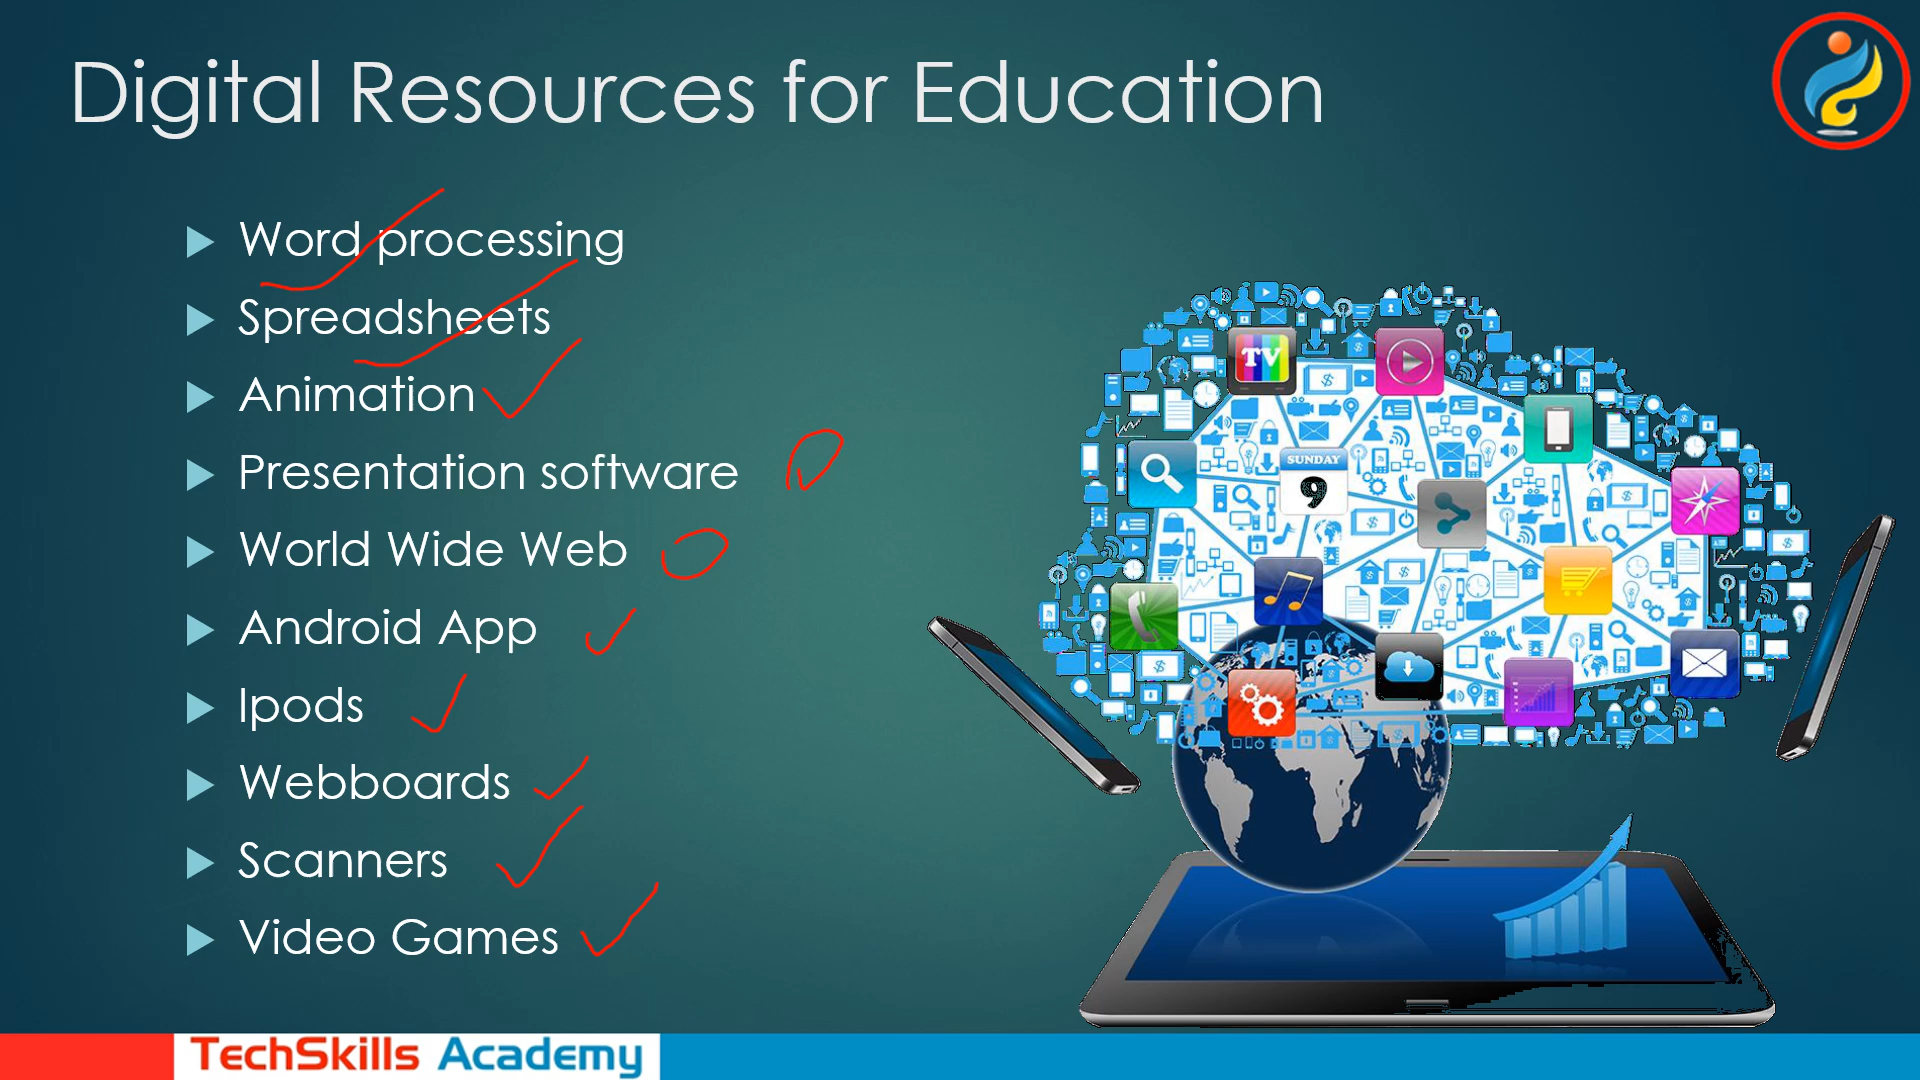 Digital Resources for Education
Word processing
Spreadsheets
Animation
Presentation software
World Wide Web
Android App
Ipods
Webboards
Scanners
Video Games
TV
SUNDAY
9
TechSkills Academy